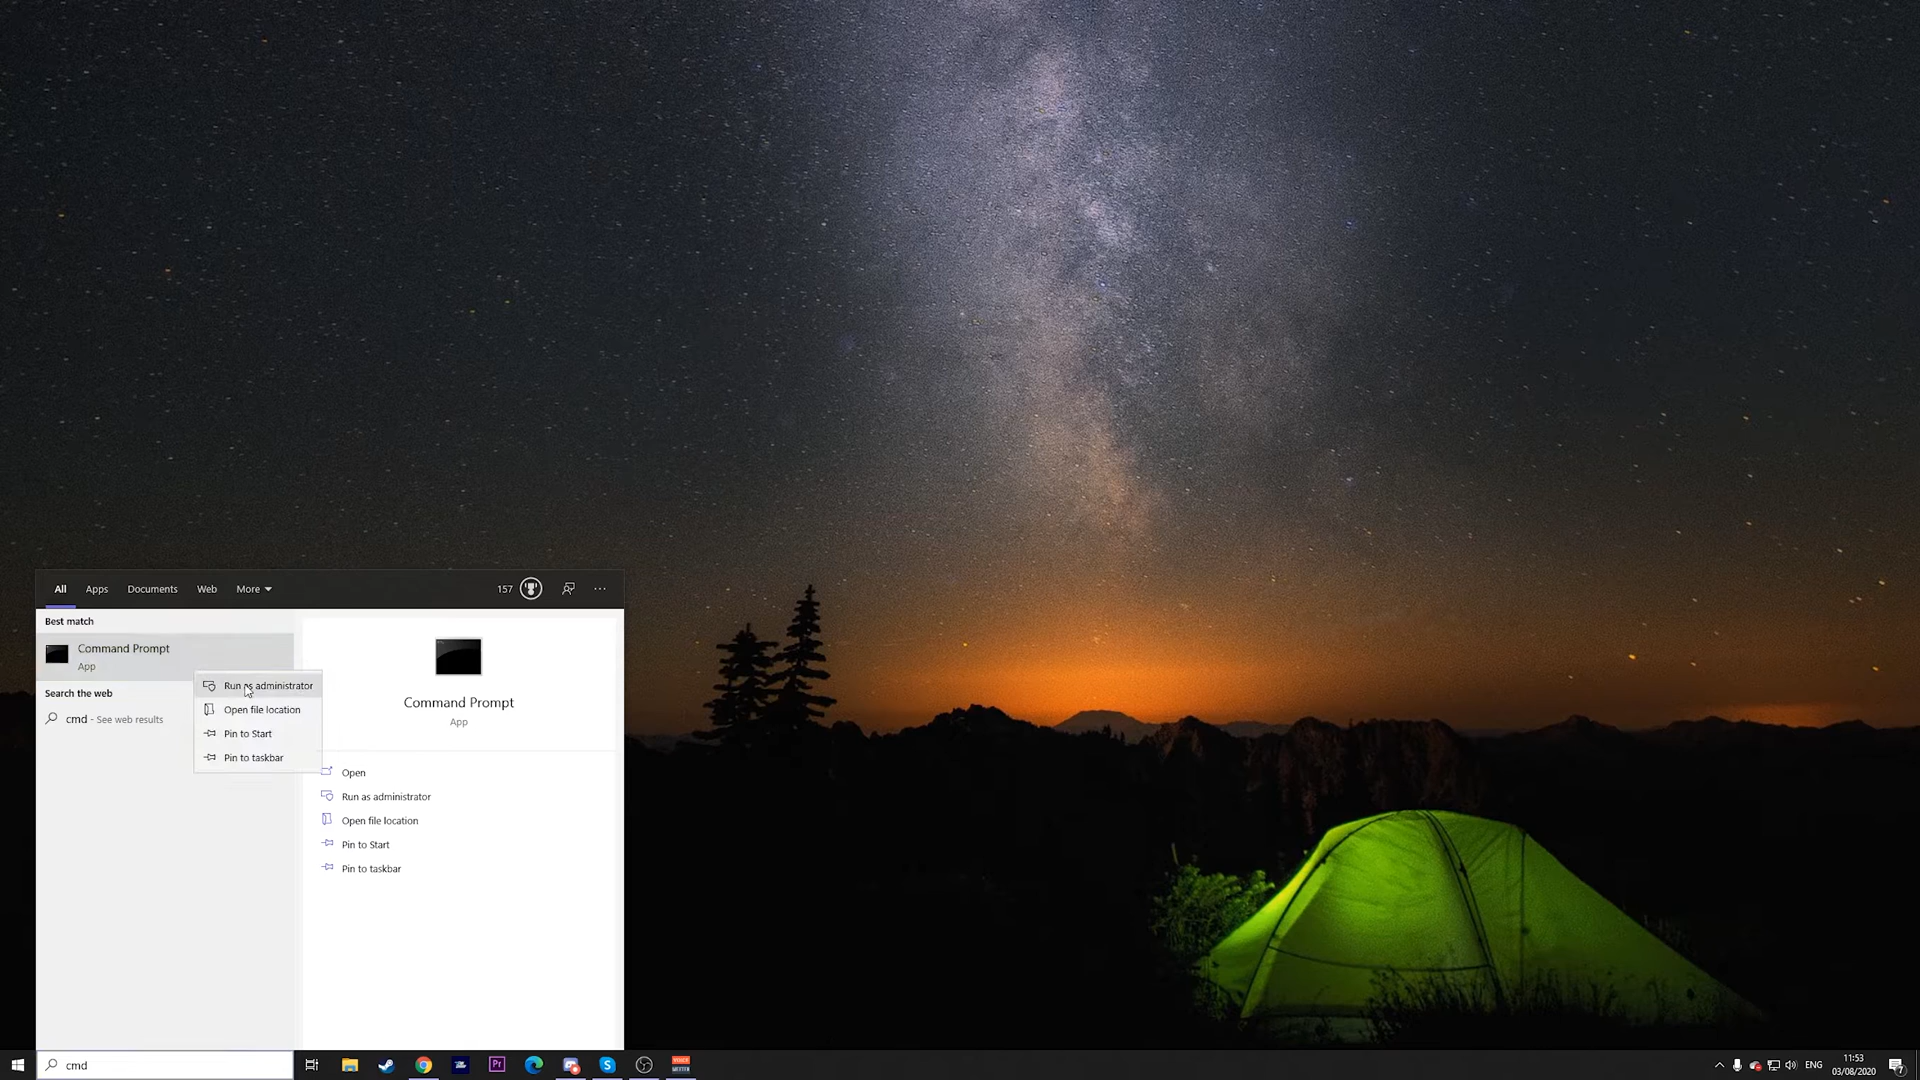 All Apps Documents Web More 157
Best match
Command Prompt
App
Search the web
cmd - See web results
Run as administrator
Open file location
Pin to Start
Pin to taskbar
Command Prompt
App
Open
Run as administrator
Open file location
Pin to Start
Pin to taskbar
cmd
Pr
ENG
11:53
03/08/2020
7